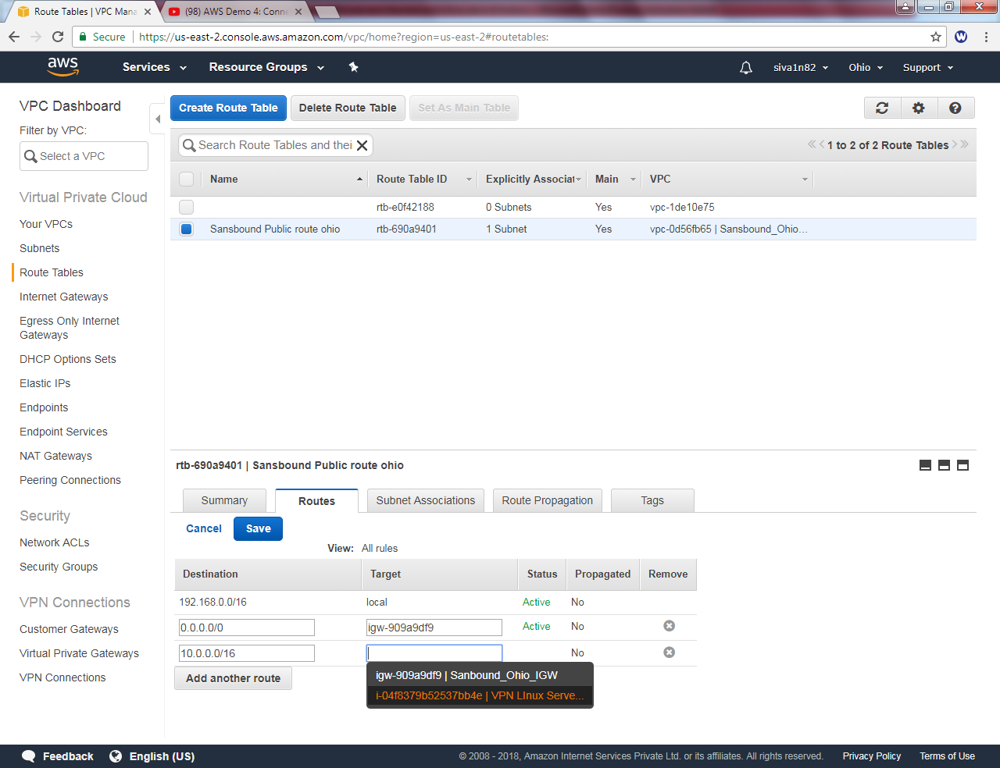 Route Tables | VPC Mana
(98) AWS Demo 4: Conne
Secure
https://us-east-2.console.aws.amazon.com/vpc/home?region=us-east-2#routetables:
W
aws
Services
Resource Groups
siva1n82
Ohio
Support
VPC Dashboard
Filter by VPC:
Select a VPC
Virtual Private Cloud
Your VPCs
Subnets
Route Tables
Internet Gateways
Egress Only Internet
Gateways
DHCP Options Sets
Elastic IPs
Endpoints
Endpoint Services
NAT Gateways
Peering Connections
Security
Network ACLs
Security Groups
VPN Connections
Customer Gateways
Virtual Private Gateways
VPN Connections
Create Route Table
Delete Route Table
Set As Main Table
Search Route Tables and thei
1 to 2 of 2 Route Tables
Name Route Table ID Explicitly Associat Main VPC
rtb-e0f42188 0 Subnets Yes vpc-1de10e75
Sansbound Public route ohio rtb-690a9401 1 Subnet Yes vpc-0d56fb65 | Sansbound_Ohio...
rtb-690a9401 | Sansbound Public route ohio
Summary
Routes
Subnet Associations
Route Propagation
Tags
Cancel
Save
View: All rules
Destination Target Status Propagated Remove
192.168.0.0/16 local Active No
0.0.0.0/0 igw-909a9df9 Active No
10.0.0.0/16 No
igw-909a9df9 | Sanbound_Ohio_IGW
i-04f8379b52537bb4e | VPN LInux Serve...
Add another route
Feedback
English (US)
© 2008 - 2018, Amazon Internet Services Private Ltd. or its affiliates. All rights reserved.
Privacy Policy
Terms of Use